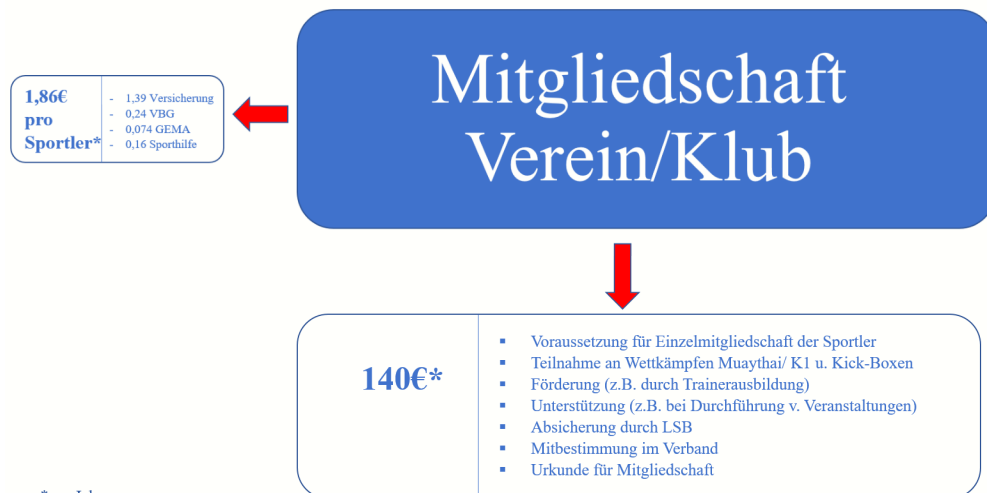 Mitgliedschaft
Verein/Klub
1,86€
pro
Sportler*
- 1,39 Versicherung
- 0,24 VBG
- 0,074 GEMA
- 0,16 Sporthilfe
140€*
▪ Voraussetzung für Einzelmitgliedschaft der Sportler
▪ Teilnahme an Wettkämpfen Muaythai/ K1 u. Kick-Boxen
▪ Förderung (z.B. durch Trainerausbildung)
▪ Unterstützung (z.B. bei Durchführung v. Veranstaltungen)
▪ Absicherung durch LSB
▪ Mitbestimmung im Verband
▪ Urkunde für Mitgliedschaft